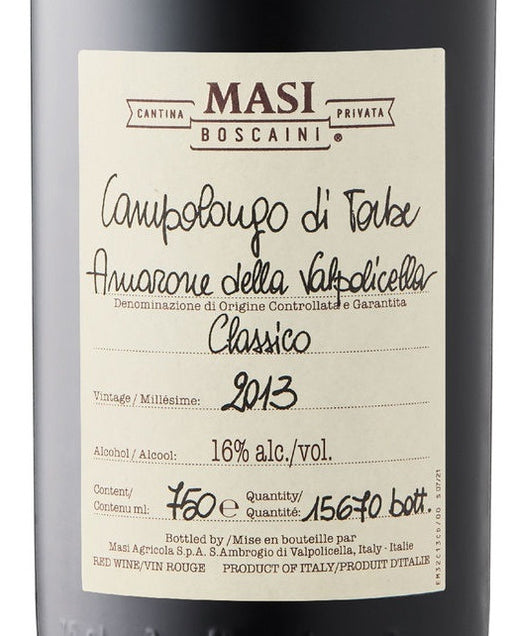 MASI
CANTINA PRIVATA
BOSCAINI®
Campolongo di Torbe
Amarone della Valpolicella
Denominazione di Origine Controllata e Garantita
Classico
Vintage / Millésime: 2013
Alcohol / Alcool: 16% alc./vol.
Content/ Contenu ml: 750 e Quantity/ Quantité: 15670 bott.
Bottled by / Mise en bouteille par
Masi Agricola S.p.A. S.Ambrogio di Valpolicella, Italy - Italie
RED WINE/VIN ROUGE PRODUCT OF ITALY/PRODUIT D'ITALIE